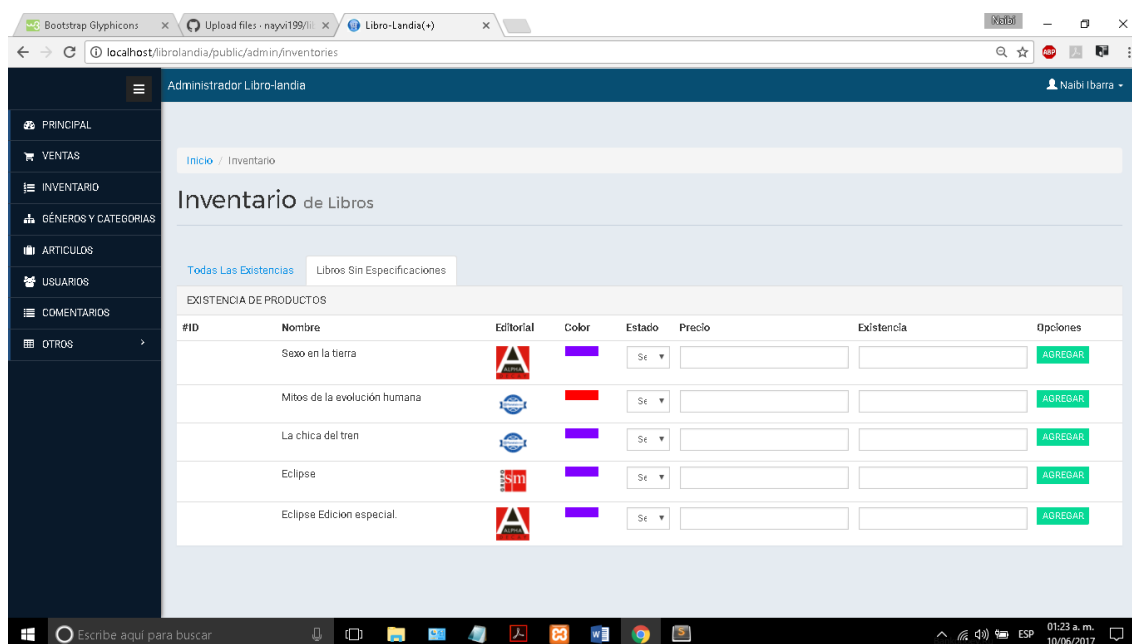 Bootstrap Glyphicons
Upload files · nayvi199/li
Libro-Landia(+)
Naibi
localhost/librolandia/public/admin/inventories
ABP
Administrador Libro-landia
Naibi Ibarra
PRINCIPAL
VENTAS
INVENTARIO
GÉNEROS Y CATEGORIAS
ARTICULOS
USUARIOS
COMENTARIOS
OTROS
Inicio / Inventario
Inventario de Libros
Todas Las Existencias Libros Sin Especificaciones
EXISTENCIA DE PRODUCTOS
#ID Nombre Editorial Color Estado Precio Existencia Opciones
Sexo en la tierra ALPHA Se AGREGAR
Mitos de la evolución humana Se AGREGAR
La chica del tren Se AGREGAR
Eclipse sm Se AGREGAR
Eclipse Edicion especial. ALPHA Se AGREGAR
Escribe aquí para buscar
ESP
01:23 a. m.
10/06/2017